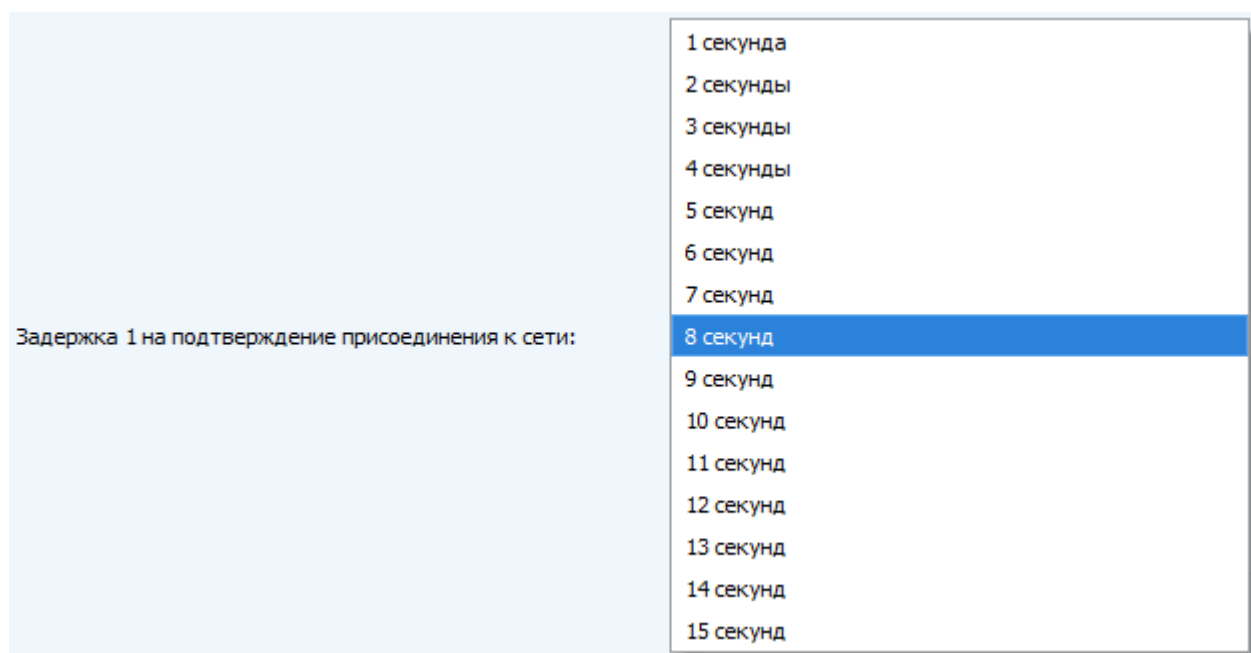 1 секунда
2 секунды
3 секунды
4 секунды
5 секунд
6 секунд
7 секунд
Задержка 1 на подтверждение присоединения к сети:
8 секунд
9 секунд
10 секунд
11 секунд
12 секунд
13 секунд
14 секунд
15 секунд